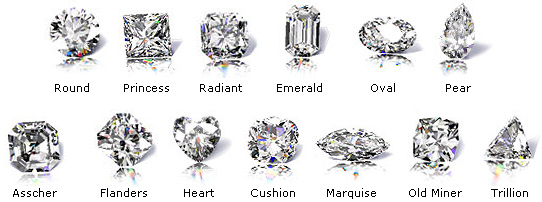 Round Princess Radiant Emerald Oval Pear
Asscher Flanders Heart Cushion Marquise Old Miner Trillion